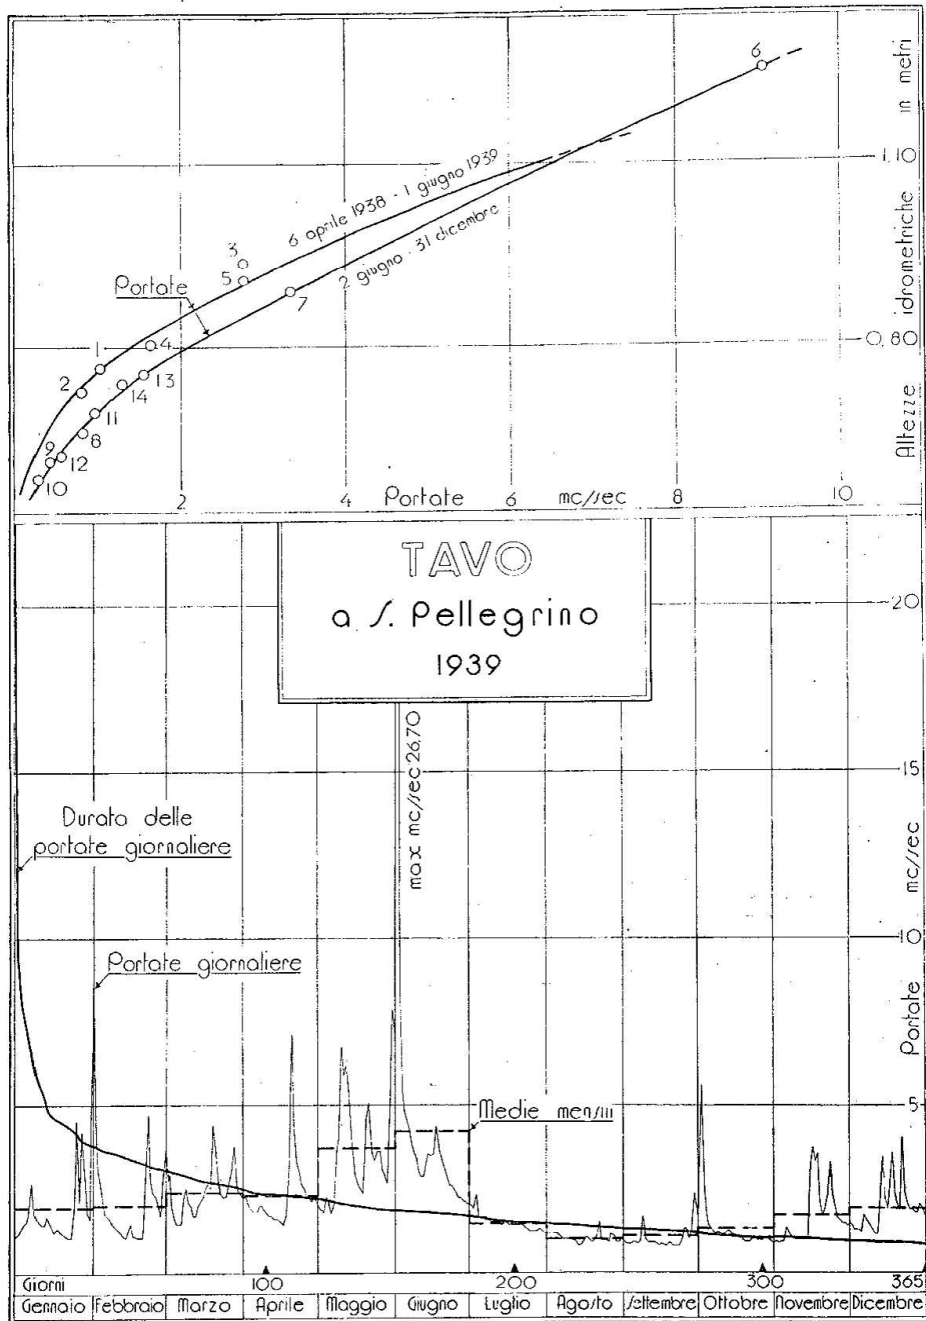 6
Altezze idrometriche in metri
1,10
6 aprile 1938 - 1 giugno 1939
2 giugno - 31 dicembre
3
5
7
Portate
0,80
1
4
2
13
14
11
8
9
12
10
2
4
Portate
6
mc/sec
8
10
TAVO
a S. Pellegrino
1939
20
max mc/sec 26,70
15
Durata delle
portate giornaliere
Portate mc/sec
10
Portate giornaliere
Medie mensili
5
Giorni
100
200
300
365
Gennaio
Febbraio
Marzo
Aprile
Maggio
Giugno
Luglio
Agosto
Settembre
Ottobre
Novembre
Dicembre